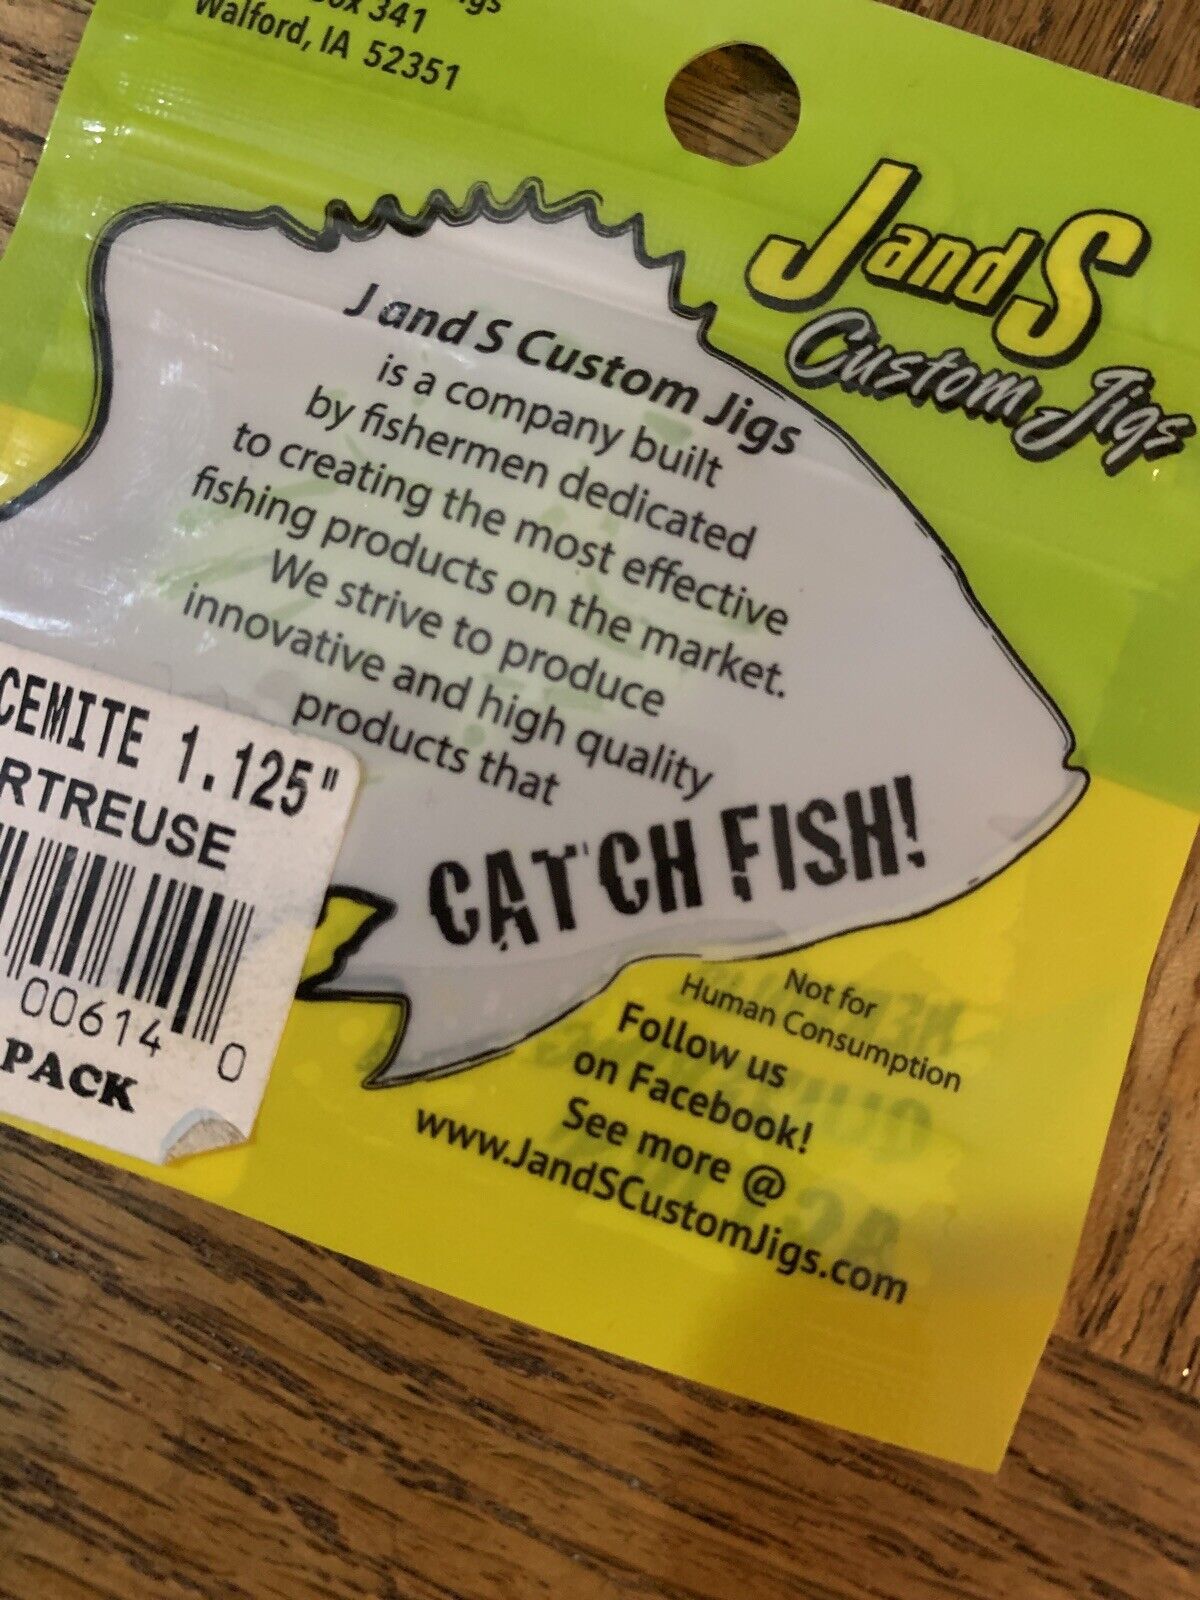 341
Walford, IA 52351
J and S
Custom Jigs
J and S Custom Jigs
is a company built
by fishermen dedicated
to creating the most effective
fishing products on the market.
We strive to produce
innovative and high quality
products that
CATCH FISH!
CEMITE 1.125"
RTREUSE
00614 0
PACK
Not for
Human Consumption
Follow us
on Facebook!
See more @
www.JandSCustomJigs.com